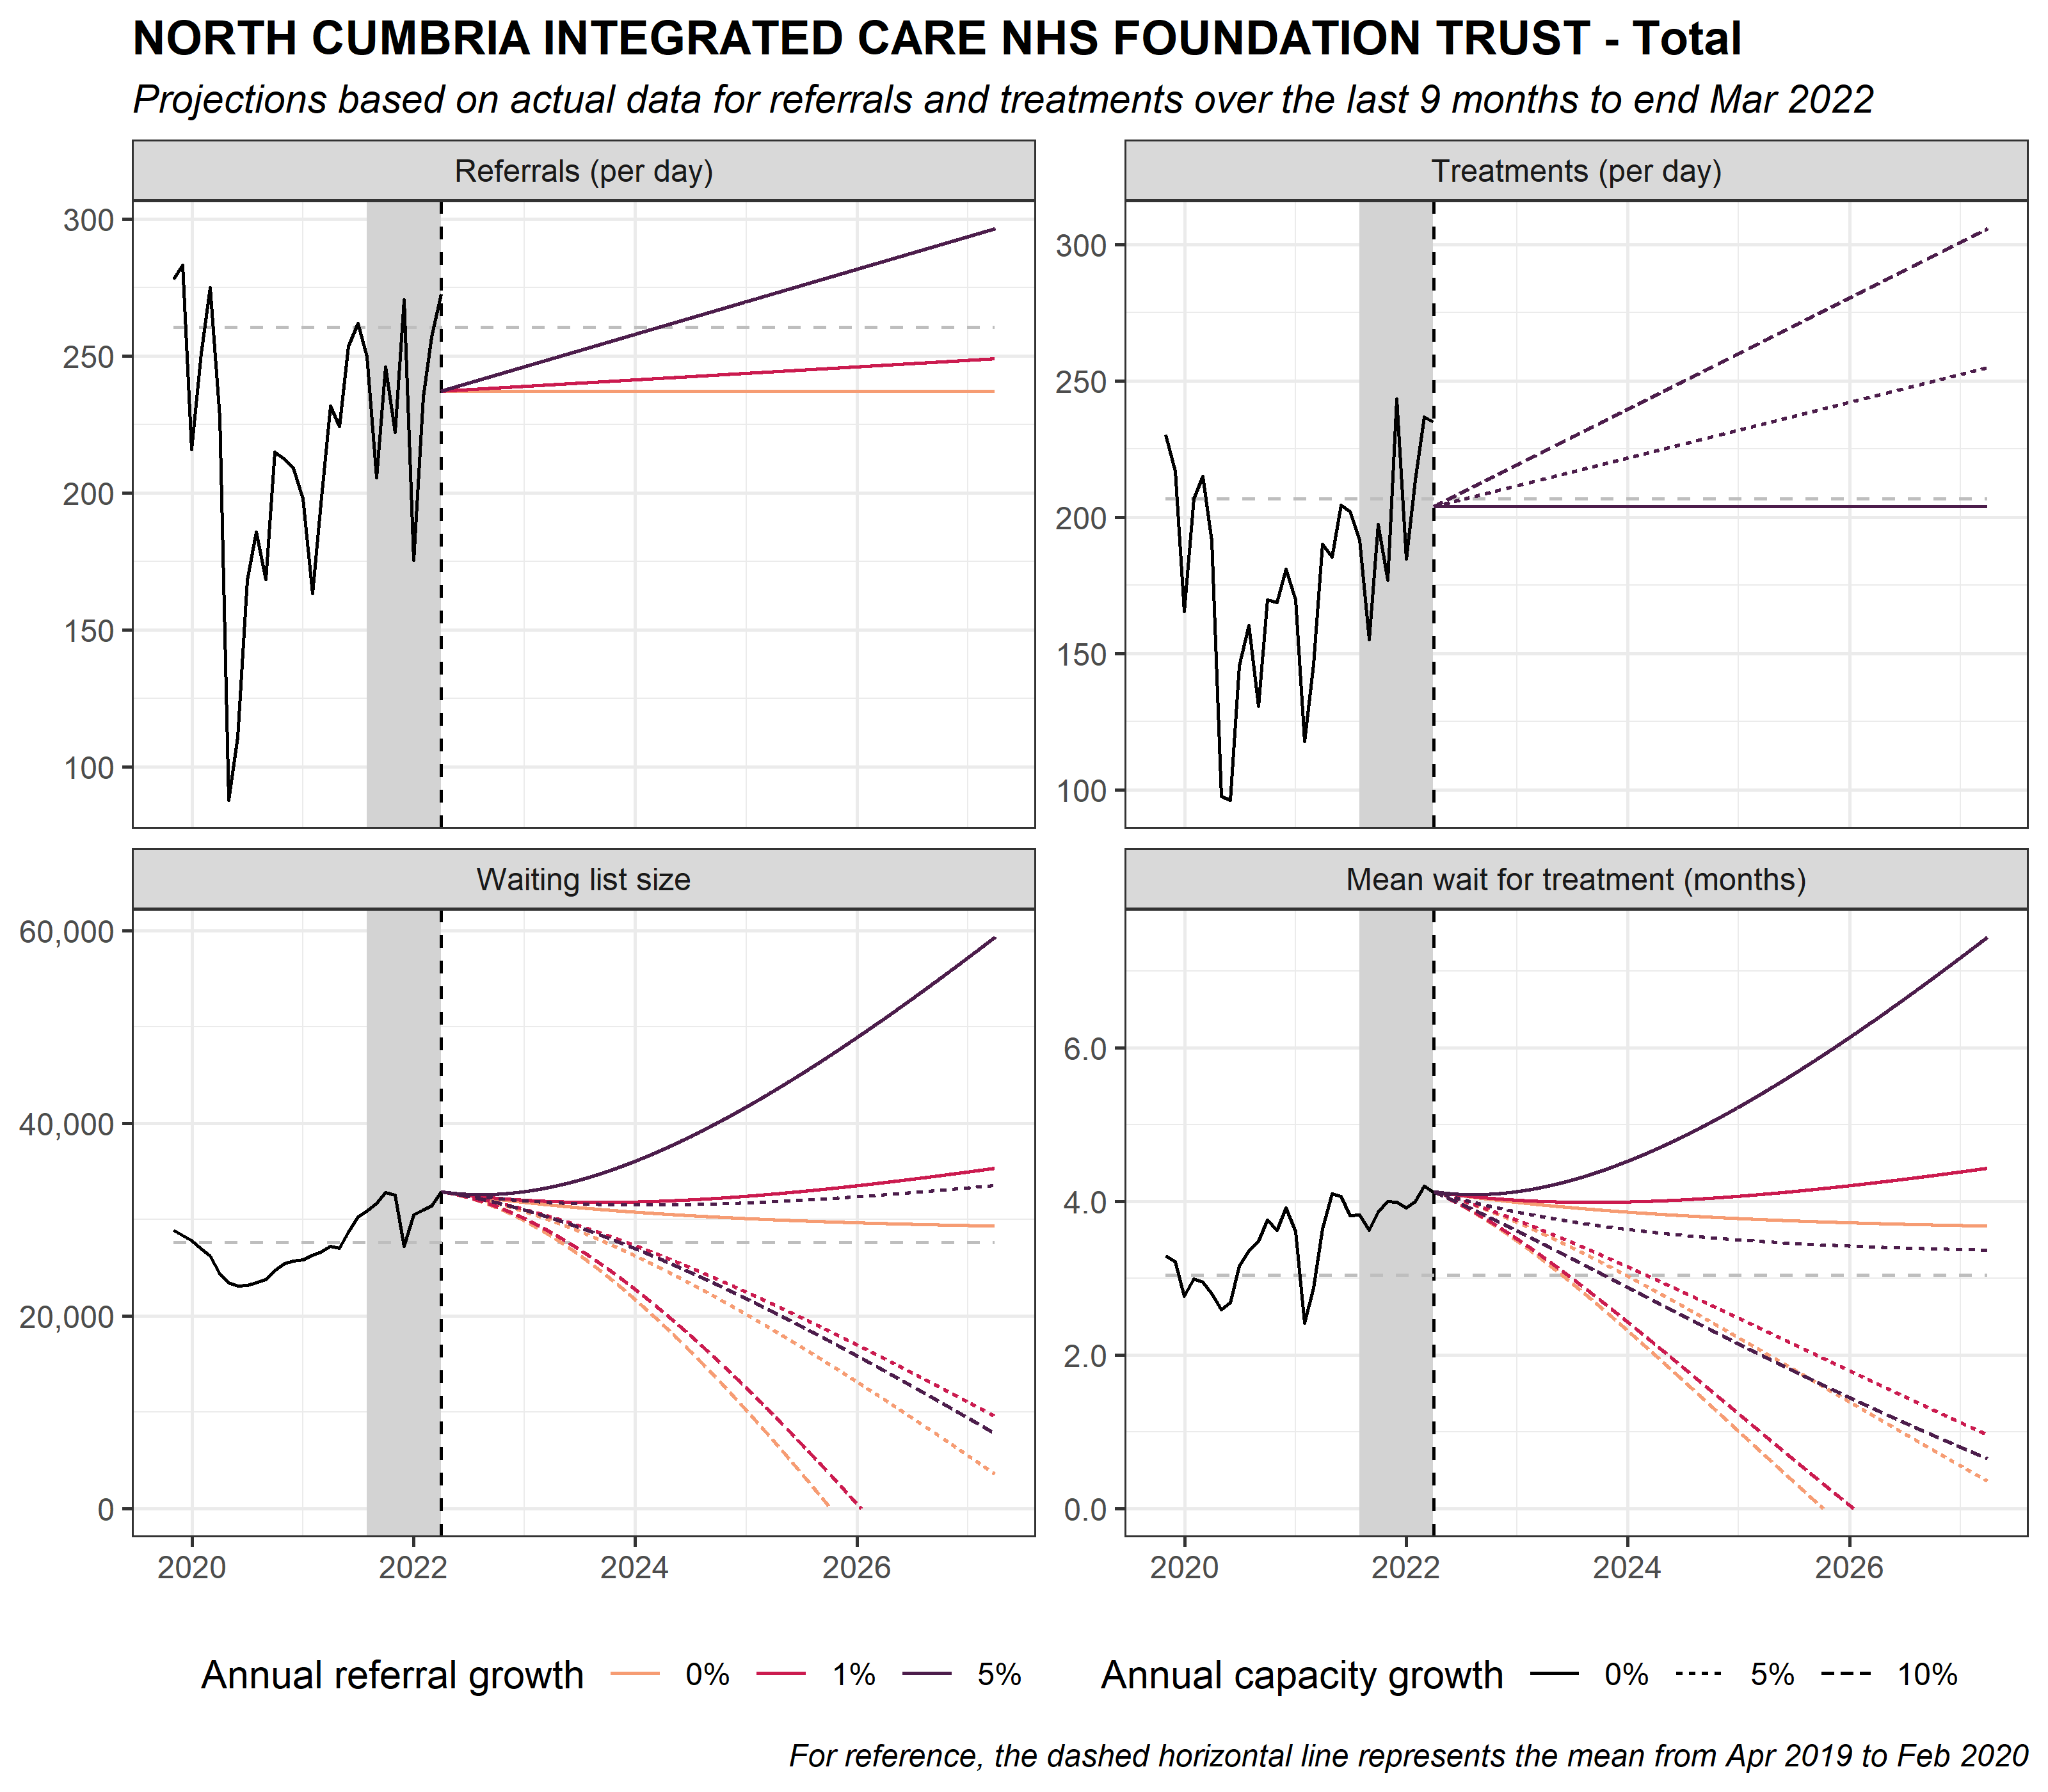 NORTH CUMBRIA INTEGRATED CARE NHS FOUNDATION TRUST - Total
Projections based on actual data for referrals and treatments over the last 9 months to end Mar 2022
Referrals (per day)
300
250
200
150
100
Treatments (per day)
300
250
200
150
100
Waiting list size
60,000
40,000
20,000
0
2020 2022 2024 2026
Mean wait for treatment (months)
6.0
4.0
2.0
0.0
2020 2022 2024 2026
Annual referral growth 0% 1% 5%
Annual capacity growth 0% 5% 10%
For reference, the dashed horizontal line represents the mean from Apr 2019 to Feb 2020